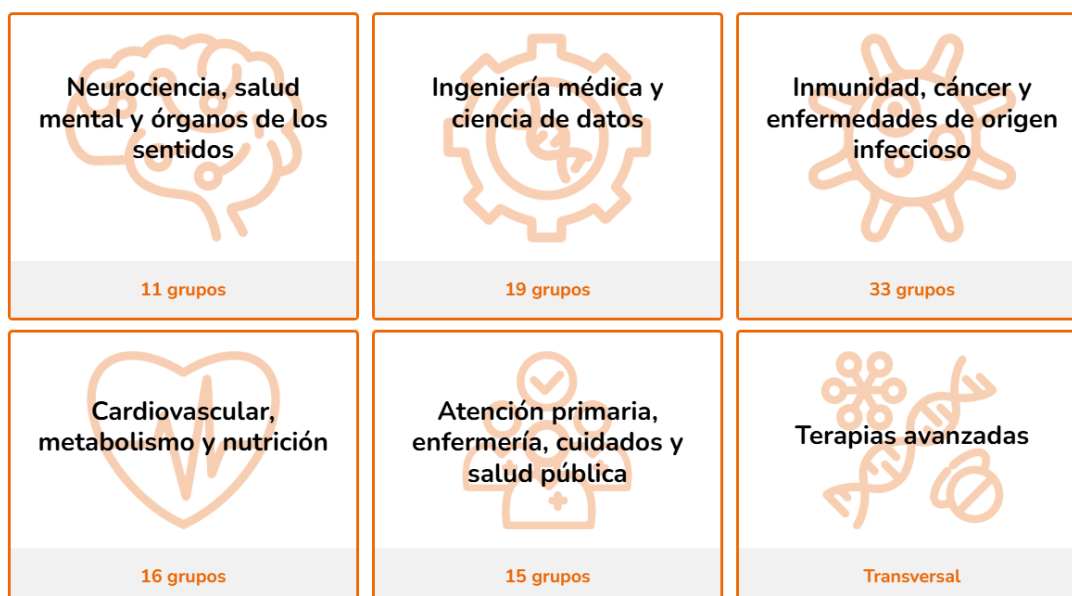 Neurociencia, salud
mental y órganos de los
sentidos
11 grupos
Ingeniería médica y
ciencia de datos
19 grupos
Inmunidad, cáncer y
enfermedades de origen
infeccioso
33 grupos
Cardiovascular,
metabolismo y nutrición
16 grupos
Atención primaria,
enfermería, cuidados y
salud pública
15 grupos
Terapias avanzadas
Transversal